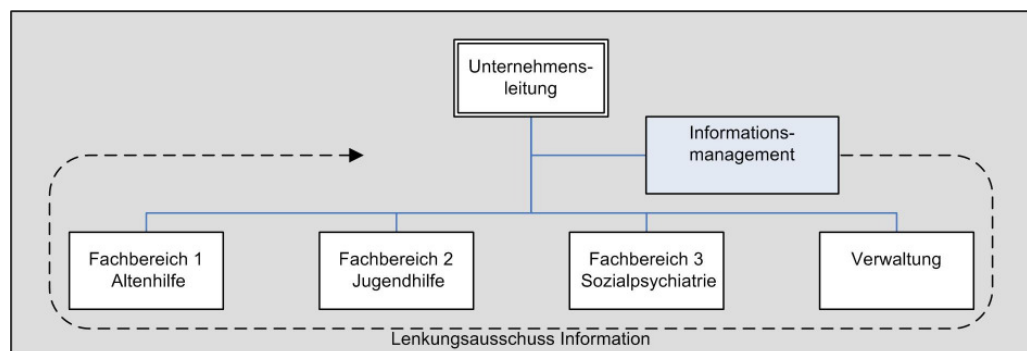 Unternehmens-
leitung
Informations-
management
Fachbereich 1
Altenhilfe
Fachbereich 2
Jugendhilfe
Fachbereich 3
Sozialpsychiatrie
Verwaltung
Lenkungsausschuss Information